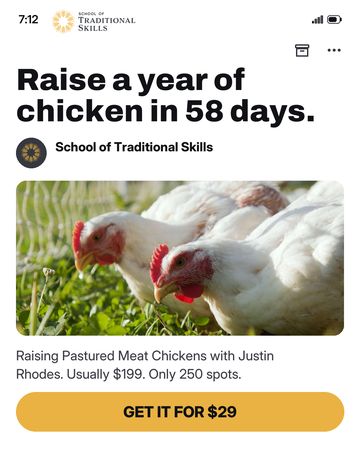 7:12
SCHOOL OF
TRADITIONAL
SKILLS
Raise a year of
chicken in 58 days.
School of Traditional Skills
Raising Pastured Meat Chickens with Justin
Rhodes. Usually $199. Only 250 spots.
GET IT FOR $29